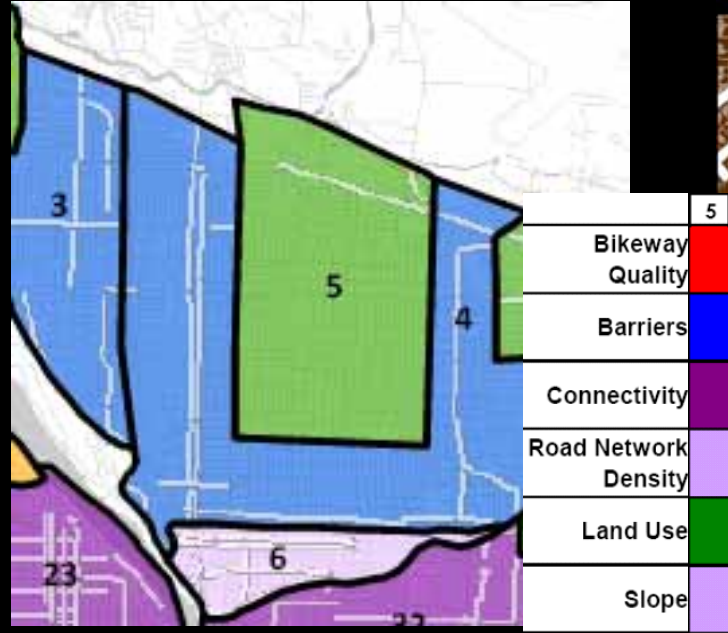 3
5
4
6
23
5
Bikeway
Quality
Barriers
Connectivity
Road Network
Density
Land Use
Slope